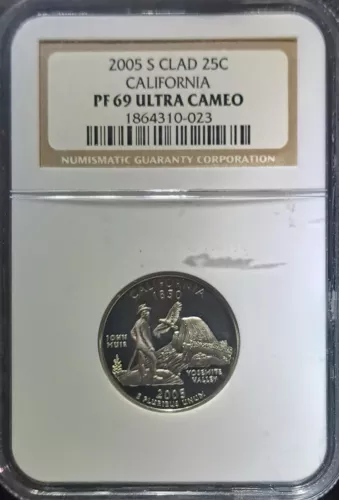 2005 S CLAD 25C
CALIFORNIA
PF 69 ULTRA CAMEO
1864310-023
NUMISMATIC GUARANTY CORPORATION
CALIFORNIA
1850
JOHN
MUIR
YOSEMITE
VALLEY
2005
E PLURIBUS UNUM